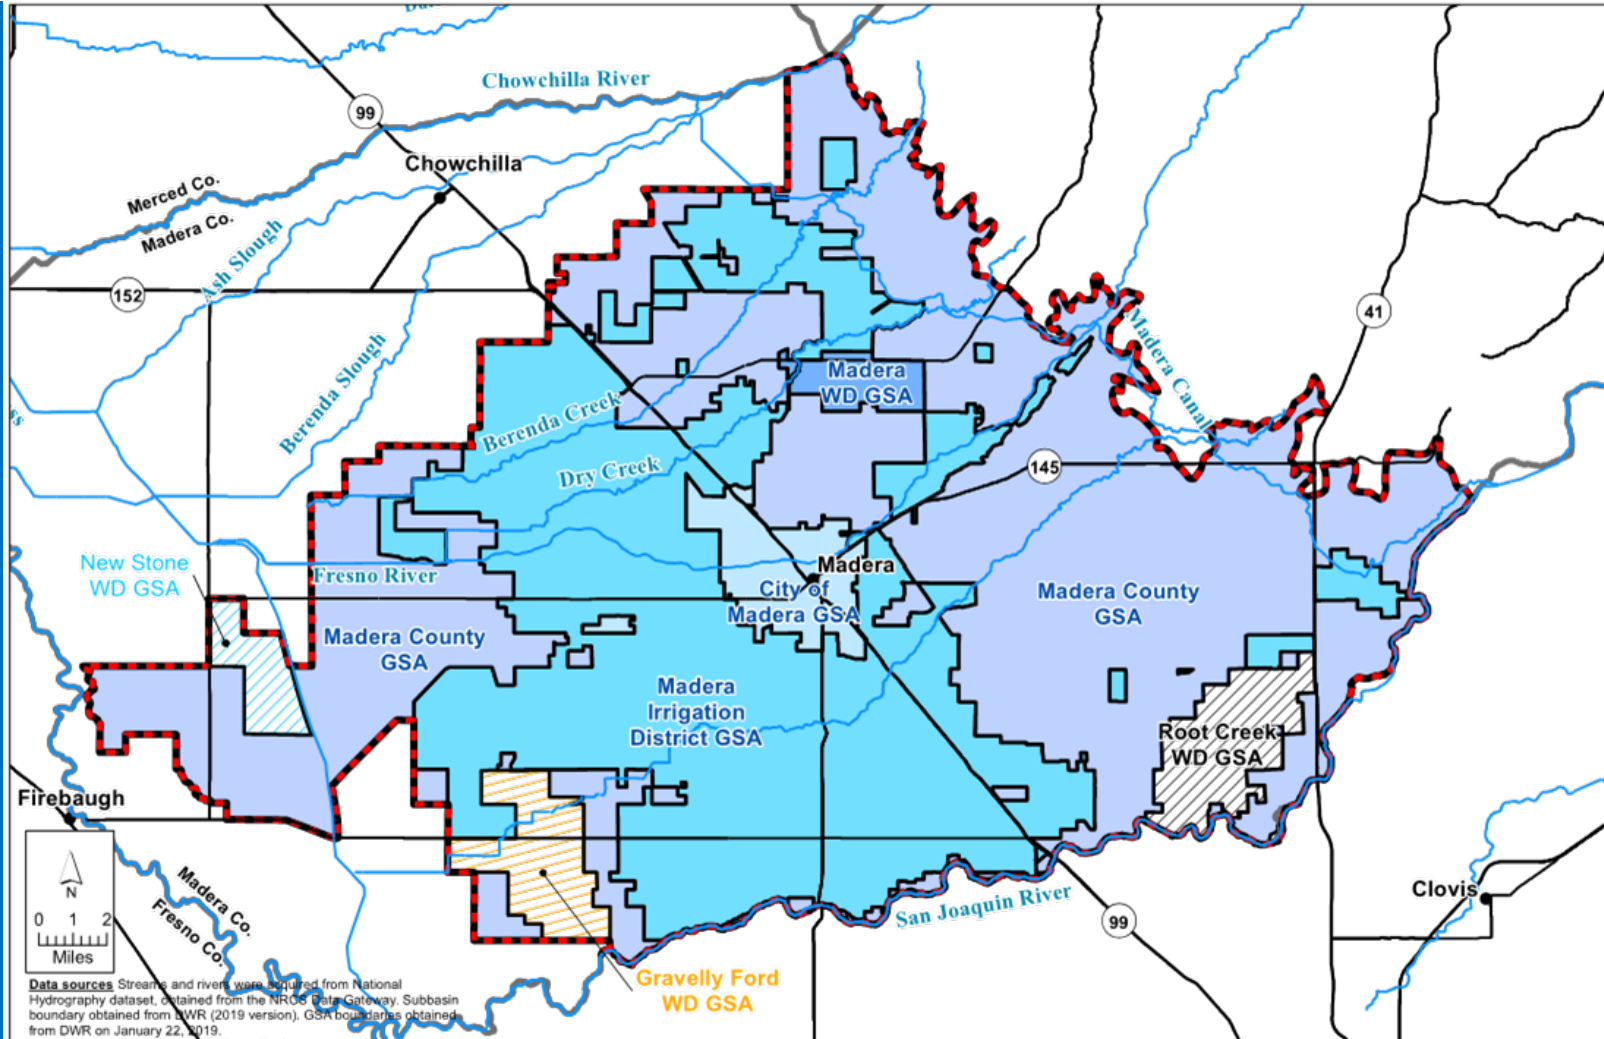 Chowchilla River
99
Chowchilla
Merced Co.
Madera Co.
Ash Slough
152
41
Madera Canal
Berenda Slough
Madera
WD GSA
Berenda Creek
Dry Creek
145
New Stone
WD GSA
Fresno River
Madera
City of
Madera GSA
Madera County
GSA
Madera County
GSA
Madera
Irrigation
District GSA
Root Creek
WD GSA
Firebaugh
N
0 1 2
Miles
Madera Co.
Fresno Co.
San Joaquin River
99
Clovis
Gravelly Ford
WD GSA
Data sources Streams and rivers were acquired from National
Hydrography dataset, obtained from the NRCS Data Gateway. Subbasin
boundary obtained from DWR (2019 version). GSA boundaries obtained
from DWR on January 22, 2019.